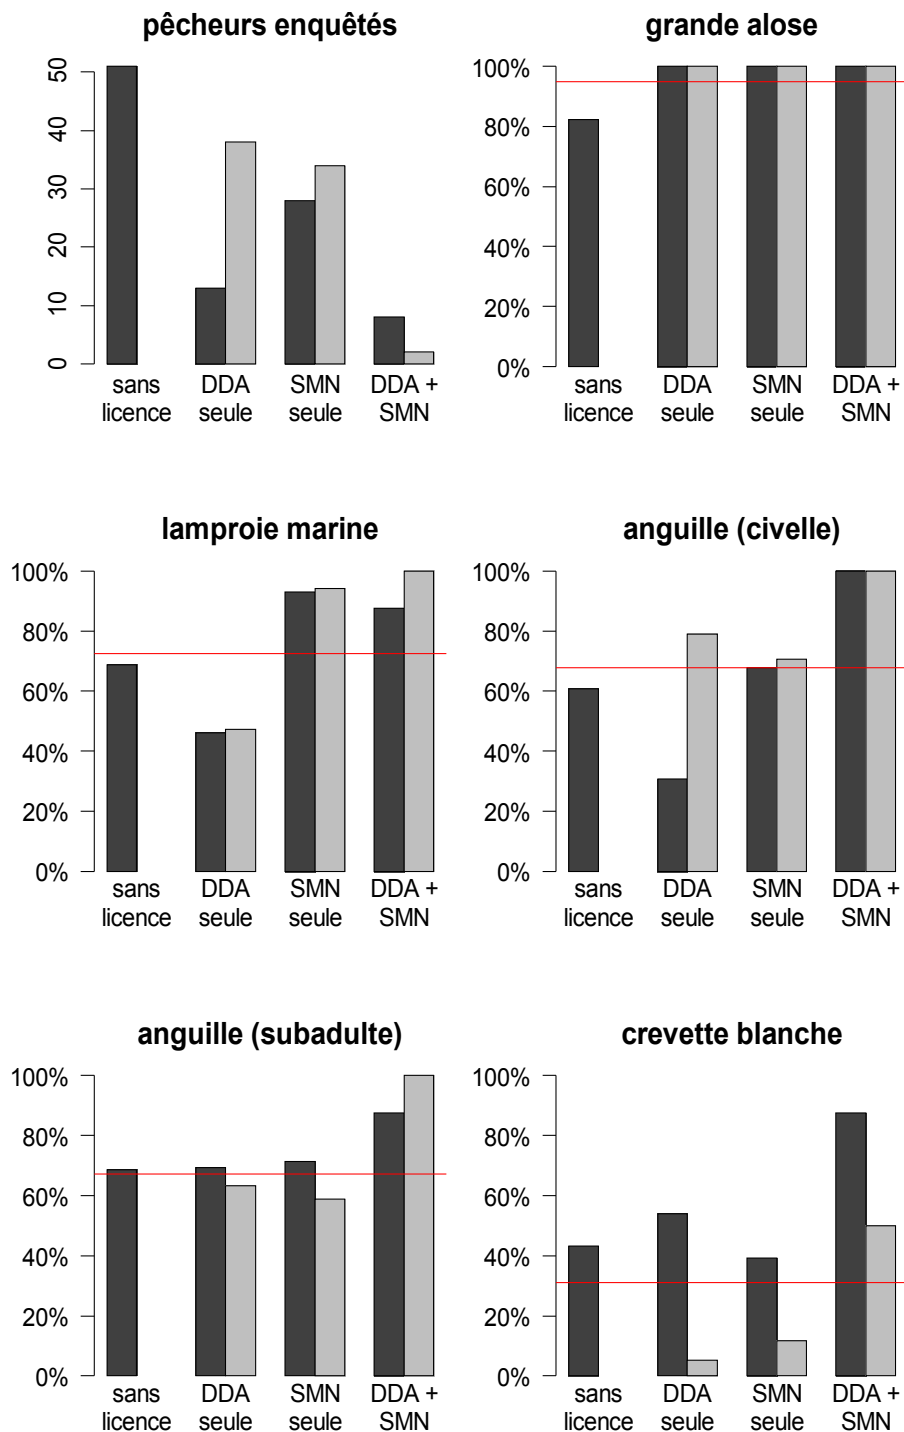 pêcheurs enquêtés
50
40
30
20
10
0
sans licence
DDA seule
SMN seule
DDA + SMN
grande alose
100%
80%
60%
40%
20%
0%
sans licence
DDA seule
SMN seule
DDA + SMN
lamproie marine
100%
80%
60%
40%
20%
0%
sans licence
DDA seule
SMN seule
DDA + SMN
anguille (civelle)
100%
80%
60%
40%
20%
0%
sans licence
DDA seule
SMN seule
DDA + SMN
anguille (subadulte)
100%
80%
60%
40%
20%
0%
sans licence
DDA seule
SMN seule
DDA + SMN
crevette blanche
100%
80%
60%
40%
20%
0%
sans licence
DDA seule
SMN seule
DDA + SMN